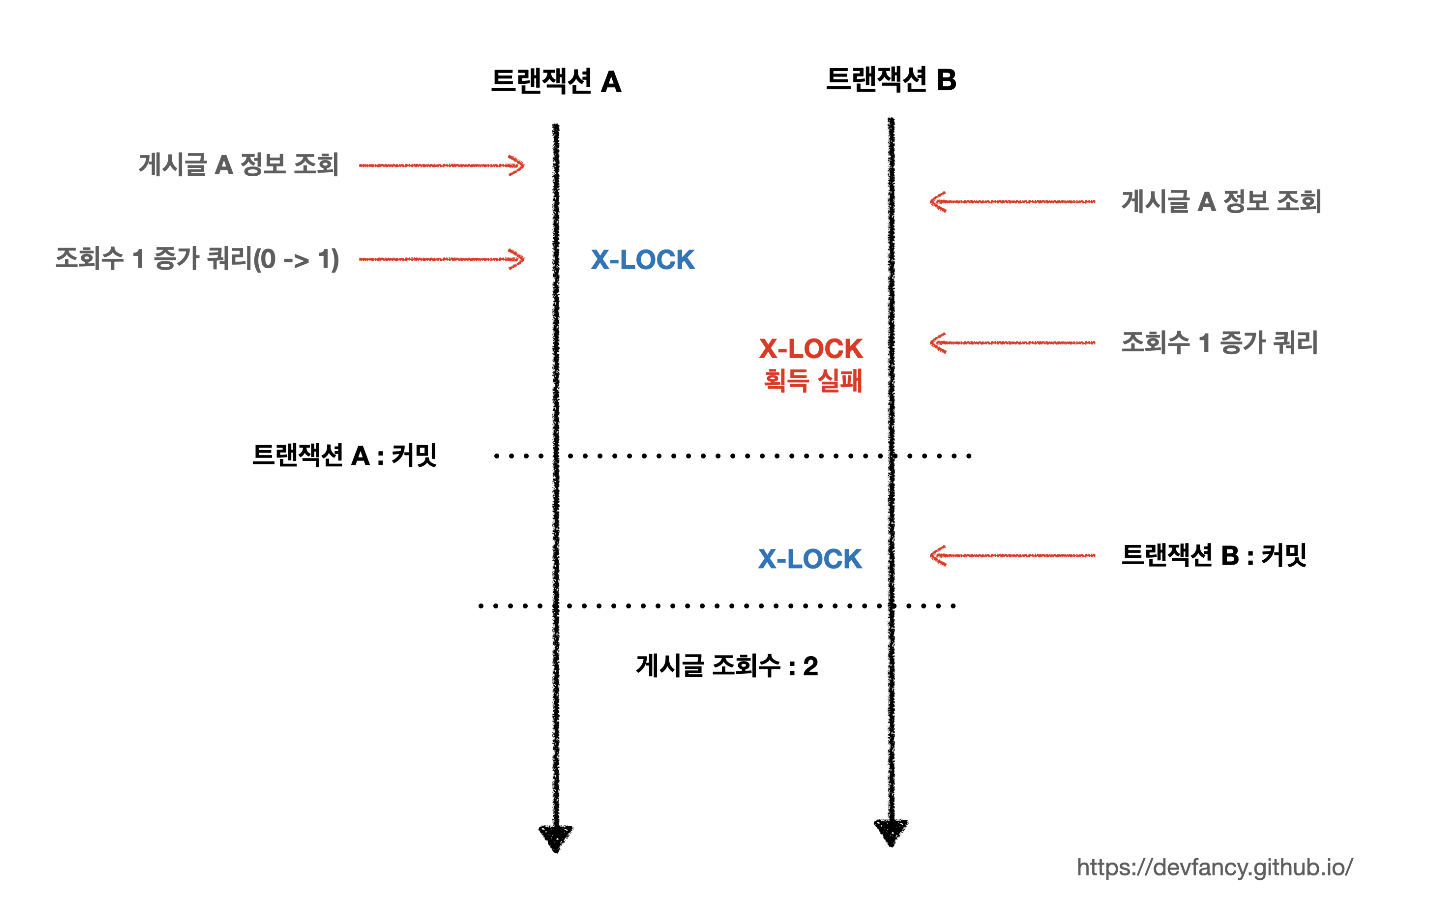 트랜잭션 A
트랜잭션 B
게시글 A 정보 조회
게시글 A 정보 조회
조회수 1 증가 쿼리(0 -> 1)
X-LOCK
조회수 1 증가 쿼리
X-LOCK
획득 실패
트랜잭션 A : 커밋
X-LOCK
트랜잭션 B : 커밋
게시글 조회수 : 2
https://devfancy.github.io/